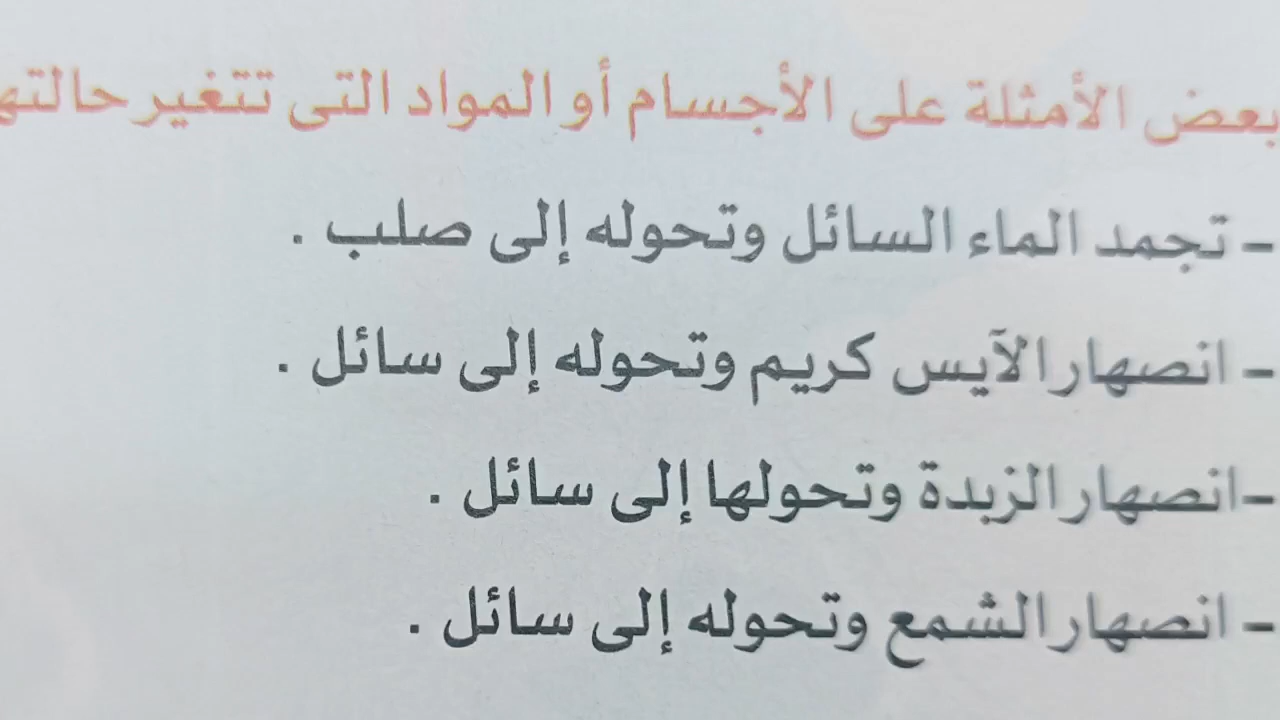 بعض الأمثلة على الأجسام أو المواد التى تتغير حالتها
– تجمد الماء السائل وتحوله إلى صلب .
– انصهار الآيس كريم وتحوله إلى سائل .
– انصهار الزبدة وتحولها إلى سائل .
– انصهار الشمع وتحوله إلى سائل .